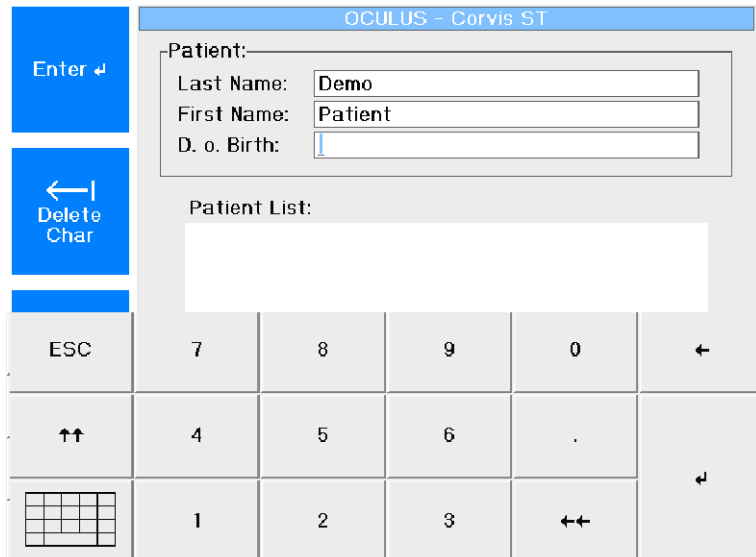 OCULUS - Corvis ST
Enter ↵
Patient:
Last Name: Demo
First Name: Patient
D. o. Birth:
Delete
Char
Patient List:
ESC 7 8 9 0 ←
↑↑ 4 5 6 . ↵
1 2 3 ←←